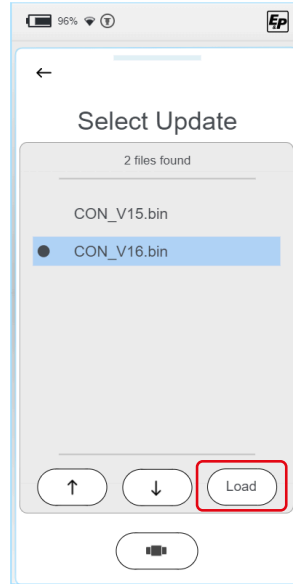 96% T EP
Select Update
2 files found
CON_V15.bin
CON_V16.bin
Load